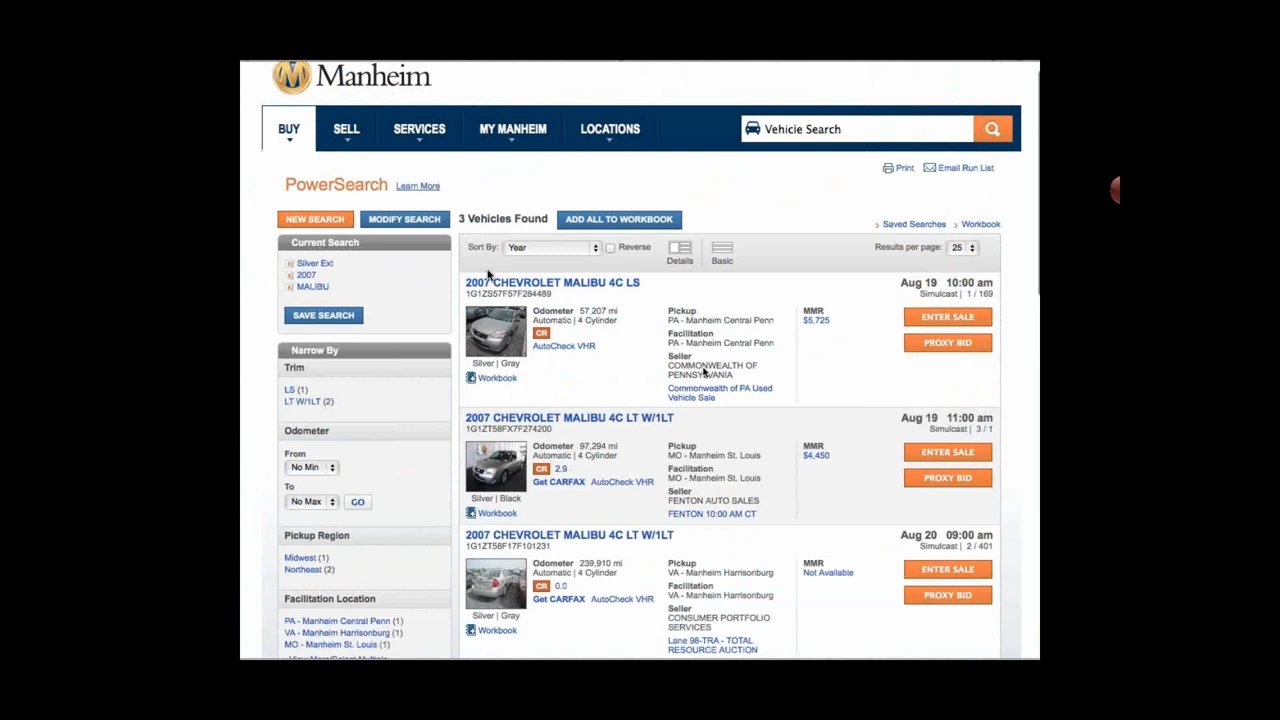 Manheim
BUY SELL SERVICES MY MANHEIM LOCATIONS Vehicle Search
Print Email Run List
PowerSearch Learn More
NEW SEARCH MODIFY SEARCH 3 Vehicles Found ADD ALL TO WORKBOOK
Saved Searches Workbook
Current Search
Silver Ext
2007
MALIBU
SAVE SEARCH
Narrow By
Trim
LS (1)
LT W/1LT (2)
Odometer
From
No Min
To
No Max GO
Pickup Region
Midwest (1)
Northeast (2)
Facilitation Location
PA - Manheim Central Penn (1)
VA - Manheim Harrisonburg (1)
MO - Manheim St. Louis (1)
Sort By: Year Reverse Details Basic Results per page: 25
2007 CHEVROLET MALIBU 4C LS
1G1ZS57F57F284489
Odometer 57,207 mi
Automatic | 4 Cylinder
CR
AutoCheck VHR
Silver | Gray
Workbook
Pickup
PA - Manheim Central Penn
Facilitation
PA - Manheim Central Penn
Seller
COMMONWEALTH OF
PENNSYLVANIA
Commonwealth of PA Used
Vehicle Sale
MMR
$5,725
Aug 19 10:00 am
Simulcast | 1 / 169
ENTER SALE
PROXY BID
2007 CHEVROLET MALIBU 4C LT W/1LT
1G1ZT58FX7F274200
Odometer 97,294 mi
Automatic | 4 Cylinder
CR 2.9
Get CARFAX AutoCheck VHR
Silver | Black
Workbook
Pickup
MO - Manheim St. Louis
Facilitation
MO - Manheim St. Louis
Seller
FENTON AUTO SALES
FENTON 10:00 AM CT
MMR
$4,450
Aug 19 11:00 am
Simulcast | 3 / 1
ENTER SALE
PROXY BID
2007 CHEVROLET MALIBU 4C LT W/1LT
1G1ZT58F17F101231
Odometer 239,910 mi
Automatic | 4 Cylinder
CR 0.0
Get CARFAX AutoCheck VHR
Silver | Gray
Workbook
Pickup
VA - Manheim Harrisonburg
Facilitation
VA - Manheim Harrisonburg
Seller
CONSUMER PORTFOLIO
SERVICES
Lane 98-TRA - TOTAL
RESOURCE AUCTION
MMR
Not Available
Aug 20 09:00 am
Simulcast | 2 / 401
ENTER SALE
PROXY BID